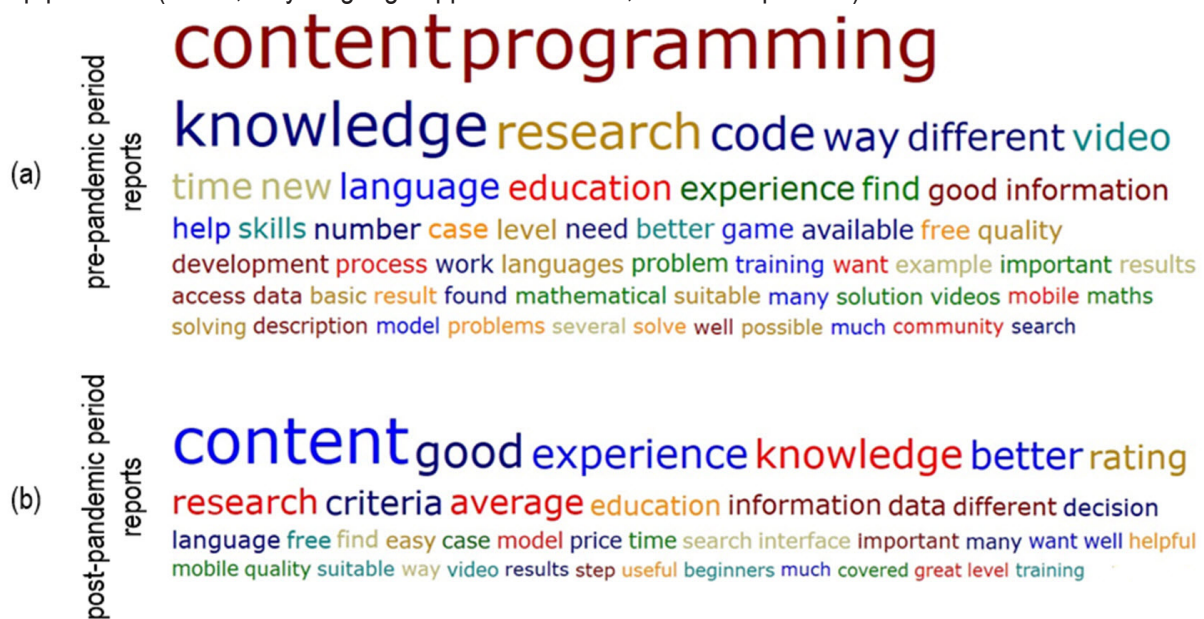 (a)
pre-pandemic period
reports
content programming
knowledge research code way different video
time new language education experience find good information
help skills number case level need better game available free quality
development process work languages problem training want example important results
access data basic result found mathematical suitable many solution videos mobile maths
solving description model problems several solve well possible much community search
(b)
post-pandemic period
reports
content good experience knowledge better rating
research criteria average education information data different decision
language free find easy case model price time search interface important many want well helpful
mobile quality suitable way video results step useful beginners much covered great level training